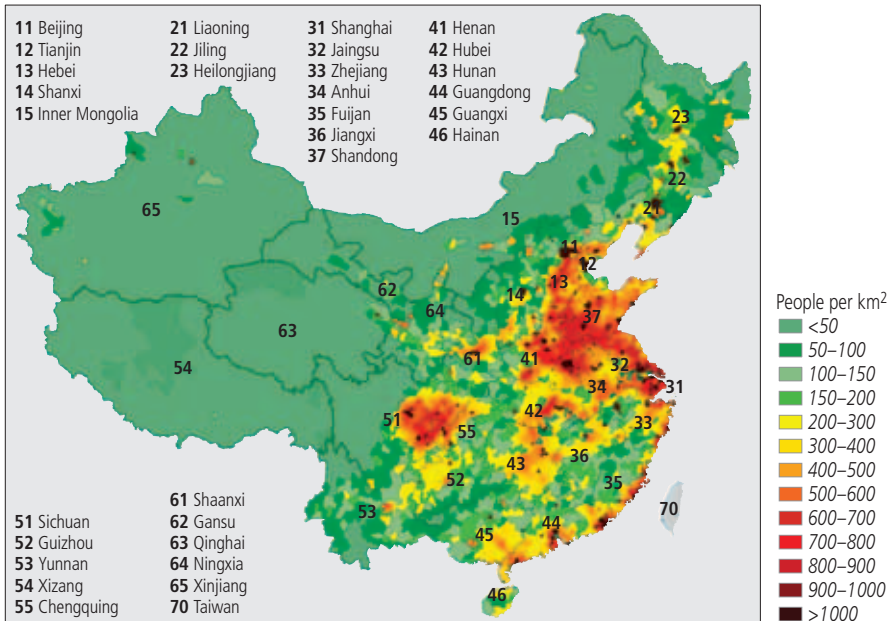 11 Beijing
12 Tianjin
13 Hebei
14 Shanxi
15 Inner Mongolia
21 Liaoning
22 Jiling
23 Heilongjiang
31 Shanghai
32 Jaingsu
33 Zhejiang
34 Anhui
35 Fuijan
36 Jiangxi
37 Shandong
41 Henan
42 Hubei
43 Hunan
44 Guangdong
45 Guangxi
46 Hainan
23
22
21
65
15
11
12
13
62
64
14
37
63
61
41
32
54
34
31
51
55
42
33
43
36
52
35
53
70
45
44
46
People per km²
<50
50–100
100–150
150–200
200–300
300–400
400–500
500–600
600–700
700–800
800–900
900–1000
>1000
51 Sichuan
52 Guizhou
53 Yunnan
54 Xizang
55 Chengquing
61 Shaanxi
62 Gansu
63 Qinghai
64 Ningxia
65 Xinjiang
70 Taiwan